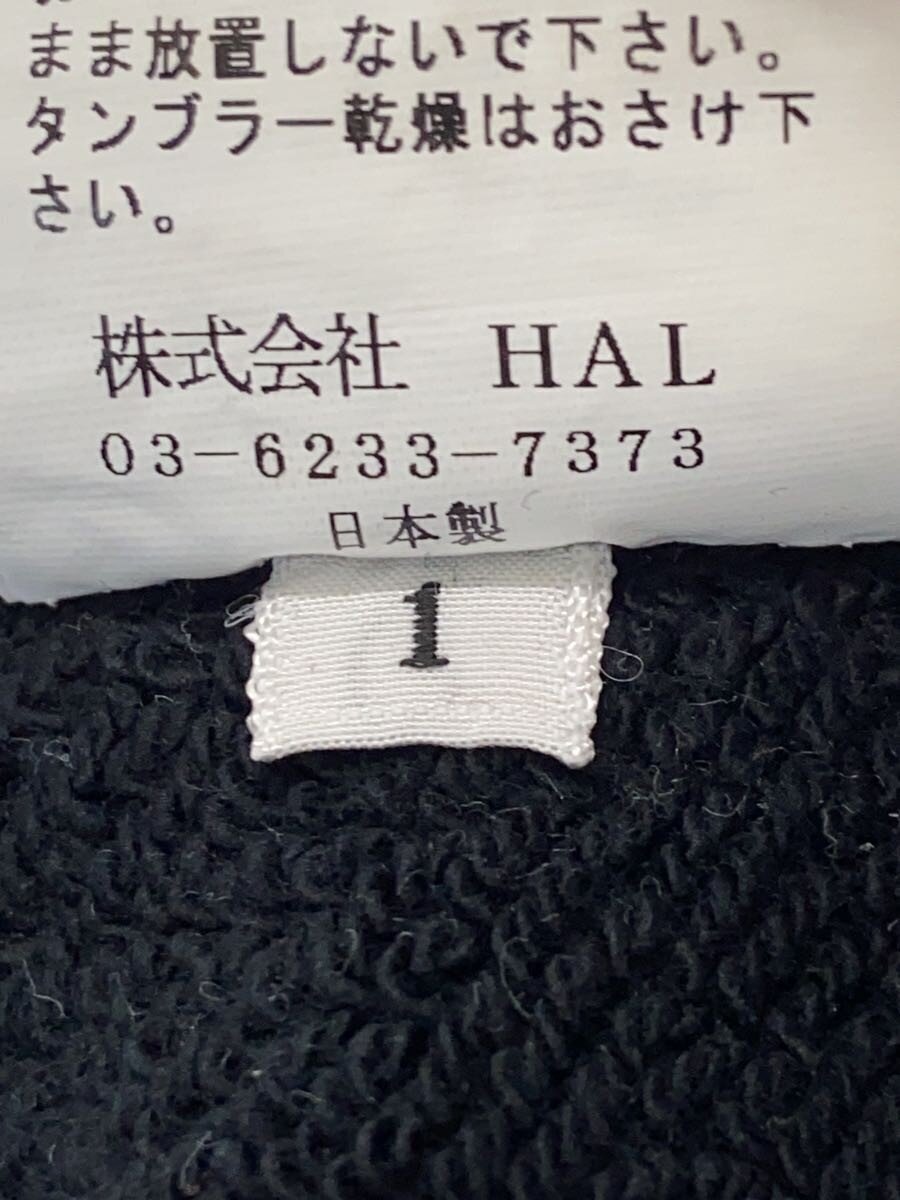 まま放置しないで下さい。
タンブラー乾燥はおさけ下
さい。
株式会社 HAL
03-6233-7373
日本製
1